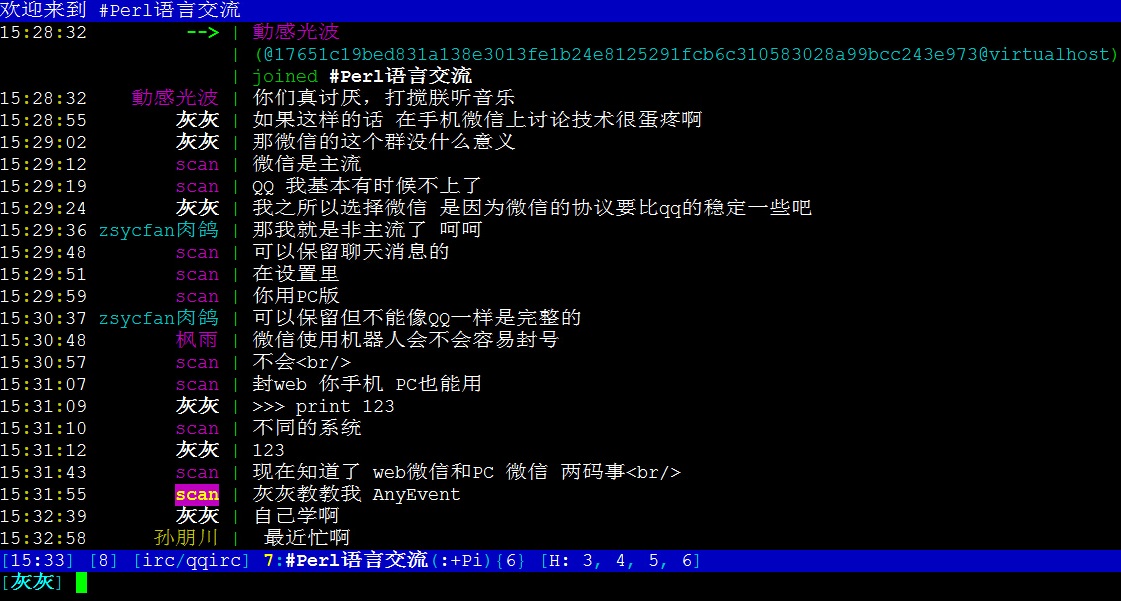 欢迎来到 #Perl语言交流
15:28:32 --> | 動感光波
| (@17651c19bed831a138e3013fe1b24e8125291fcb6c310583028a99bcc243e973@virtualhost)
| joined #Perl语言交流
15:28:32 動感光波 | 你们真讨厌，打搅朕听音乐
15:28:55 灰灰 | 如果这样的话 在手机微信上讨论技术很蛋疼啊
15:29:02 灰灰 | 那微信的这个群没什么意义
15:29:12 scan | 微信是主流
15:29:19 scan | QQ 我基本有时候不上了
15:29:24 灰灰 | 我之所以选择微信 是因为微信的协议要比qq的稳定一些吧
15:29:36 zsycfan肉鸽 | 那我就是非主流了 呵呵
15:29:48 scan | 可以保留聊天消息的
15:29:51 scan | 在设置里
15:29:59 scan | 你用PC版
15:30:37 zsycfan肉鸽 | 可以保留但不能像QQ一样是完整的
15:30:48 枫雨 | 微信使用机器人会不会容易封号
15:30:57 scan | 不会<br/>
15:31:07 scan | 封web 你手机 PC也能用
15:31:09 灰灰 | >>> print 123
15:31:10 scan | 不同的系统
15:31:12 灰灰 | 123
15:31:43 scan | 现在知道了 web微信和PC 微信 两码事<br/>
15:31:55 scan | 灰灰教教我 AnyEvent
15:32:39 灰灰 | 自己学啊
15:32:58 孙朋川 | 最近忙啊
[15:33] [8] [irc/qqirc] 7:#Perl语言交流(:+Pi){6} [H: 3, 4, 5, 6]
[灰灰]